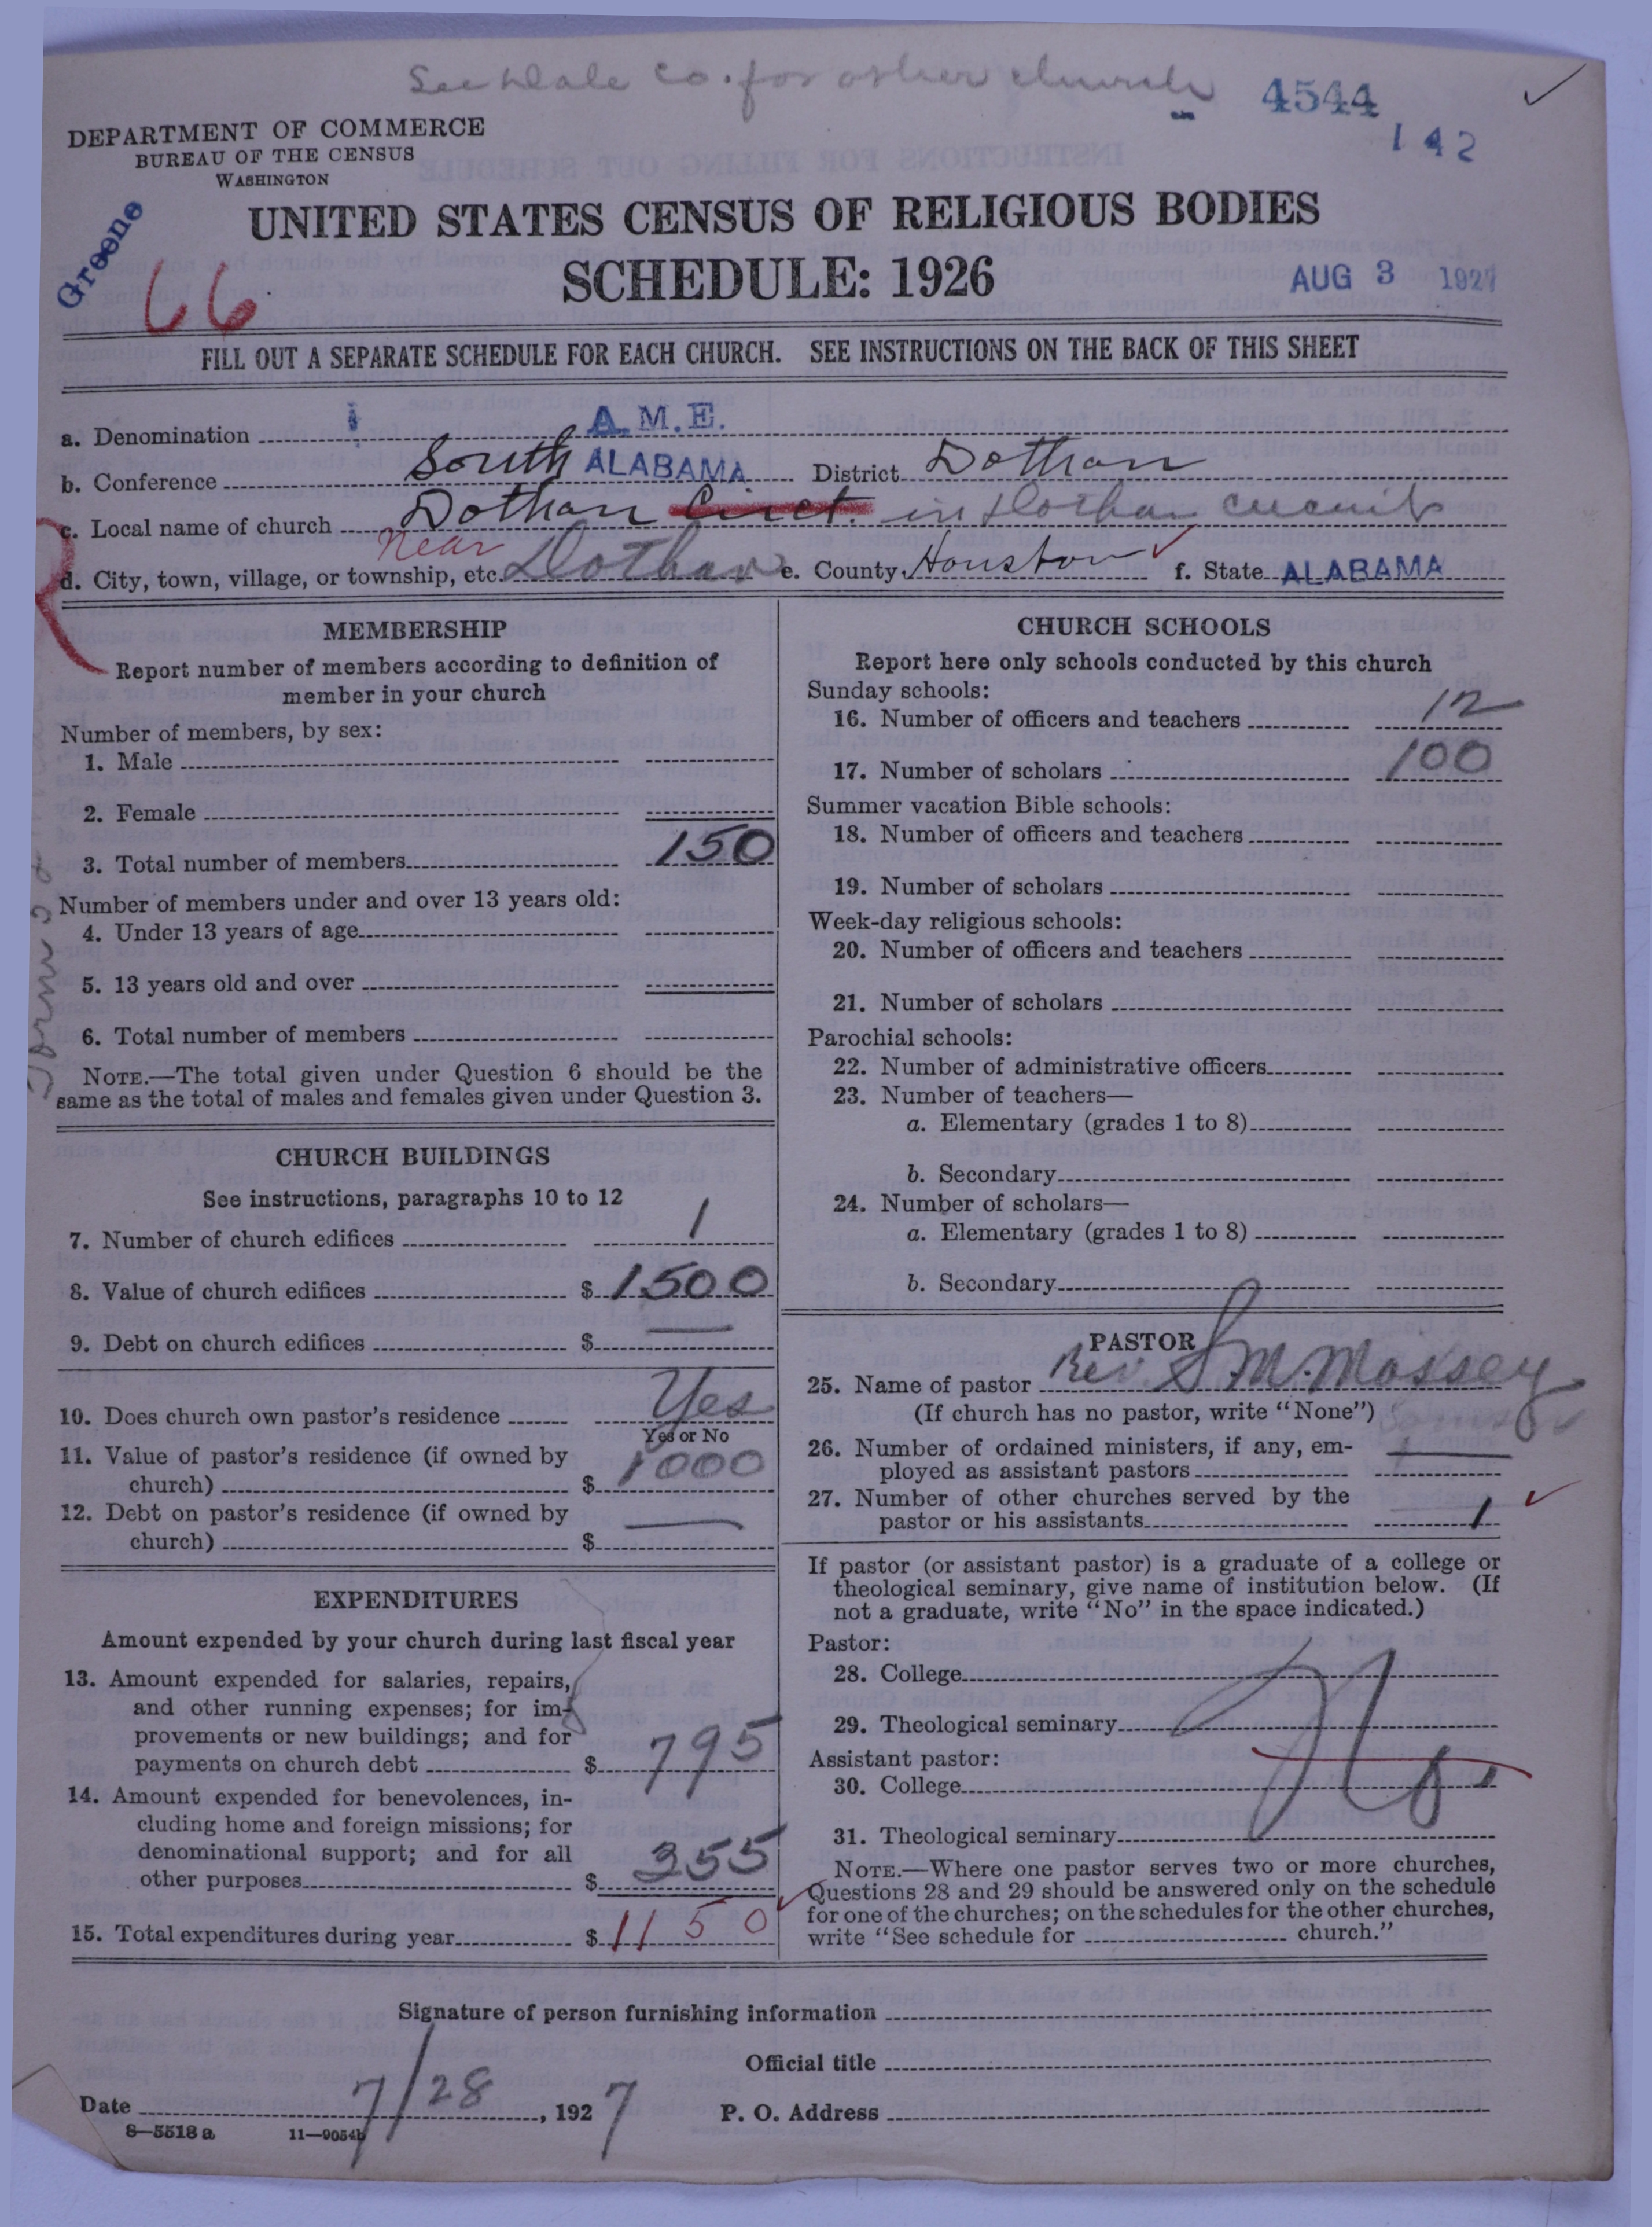 See Dale Co. for other church
4544
142
DEPARTMENT OF COMMERCE
BUREAU OF THE CENSUS
WASHINGTON
Greene
66
UNITED STATES CENSUS OF RELIGIOUS BODIES
SCHEDULE: 1926
AUG 3 1927
FILL OUT A SEPARATE SCHEDULE FOR EACH CHURCH. SEE INSTRUCTIONS ON THE BACK OF THIS SHEET
a. Denomination A.M.E.
b. Conference South ALABAMA District Dothan
c. Local name of church Dothan Circt. in Dothan circuit
d. City, town, village, or township, etc. near Dothan e. County Houston f. State ALABAMA
MEMBERSHIP
Report number of members according to definition of
member in your church
Number of members, by sex:
1. Male
2. Female
3. Total number of members 150
Number of members under and over 13 years old:
4. Under 13 years of age
5. 13 years old and over
6. Total number of members
NOTE.—The total given under Question 6 should be the
same as the total of males and females given under Question 3.
CHURCH BUILDINGS
See instructions, paragraphs 10 to 12
7. Number of church edifices 1
8. Value of church edifices $ 1500
9. Debt on church edifices $ —
10. Does church own pastor's residence Yes
Yes or No
11. Value of pastor's residence (if owned by
church) $ 1000
12. Debt on pastor's residence (if owned by
church) $ —
EXPENDITURES
Amount expended by your church during last fiscal year
13. Amount expended for salaries, repairs,
and other running expenses; for im-
provements or new buildings; and for
payments on church debt $ 795
14. Amount expended for benevolences, in-
cluding home and foreign missions; for
denominational support; and for all
other purposes $ 355
15. Total expenditures during year $ 1150
CHURCH SCHOOLS
Report here only schools conducted by this church
Sunday schools:
16. Number of officers and teachers 12
17. Number of scholars 100
Summer vacation Bible schools:
18. Number of officers and teachers
19. Number of scholars
Week-day religious schools:
20. Number of officers and teachers
21. Number of scholars
Parochial schools:
22. Number of administrative officers
23. Number of teachers—
a. Elementary (grades 1 to 8)
b. Secondary
24. Number of scholars—
a. Elementary (grades 1 to 8)
b. Secondary
PASTOR
25. Name of pastor Rev. S. M. Mossey
(If church has no pastor, write "None")
26. Number of ordained ministers, if any, em-
ployed as assistant pastors —
27. Number of other churches served by the
pastor or his assistants 1
If pastor (or assistant pastor) is a graduate of a college or
theological seminary, give name of institution below. (If
not a graduate, write "No" in the space indicated.)
Pastor:
28. College
29. Theological seminary
No
Assistant pastor:
30. College
31. Theological seminary
NOTE.—Where one pastor serves two or more churches,
Questions 28 and 29 should be answered only on the schedule
for one of the churches; on the schedules for the other churches,
write "See schedule for church."
Signature of person furnishing information
Official title
Date 7/28, 1927 P. O. Address
8—5518 a 11—9054b